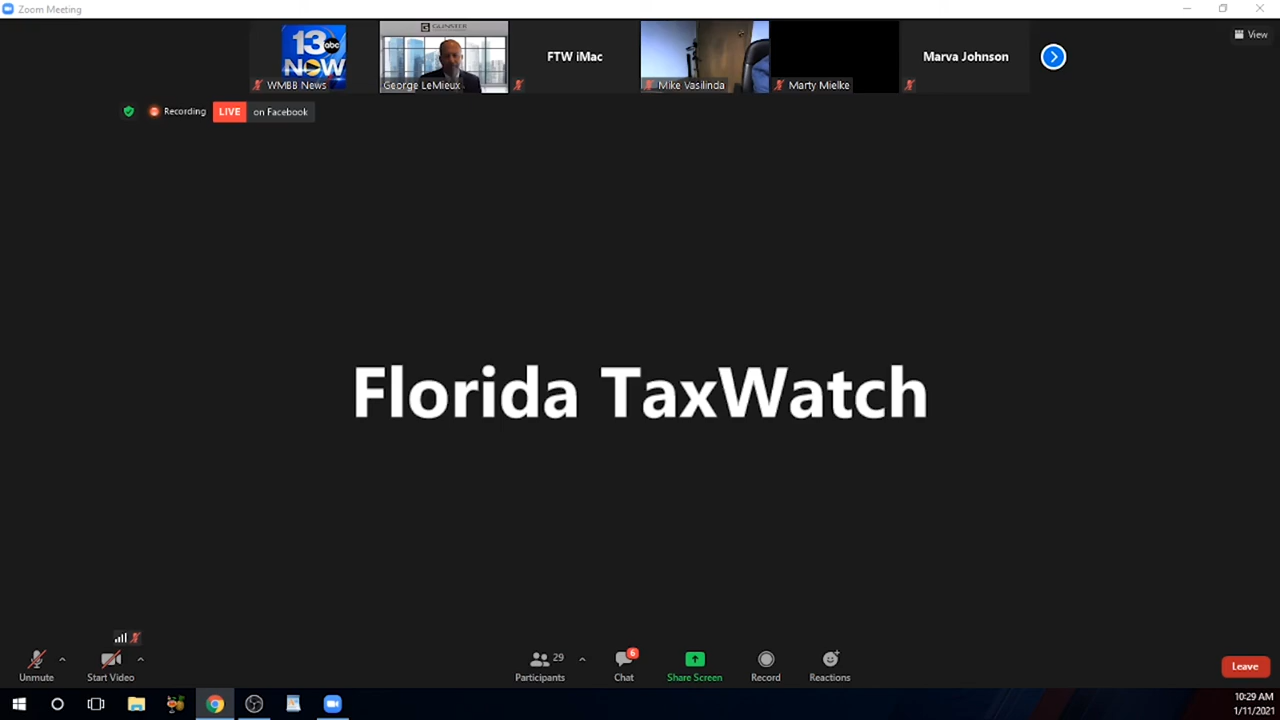 Zoom Meeting
View
13 abc
NOW
WMBB News
GUNSTER
George LeMieux
FTW iMac
Mike Vasilinda
Marty Mielke
Marva Johnson
Recording
LIVE on Facebook
Florida TaxWatch
Unmute
Start Video
29
Participants
6
Chat
Share Screen
Record
Reactions
Leave
10:29 AM
1/11/2021